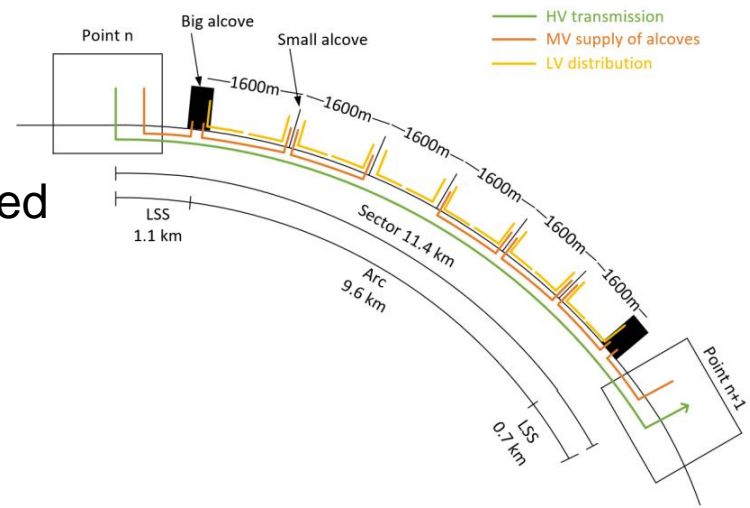 HV transmission
MV supply of alcoves
LV distribution
Big alcove
Point n
Small alcove
1600m
1600m
1600m
1600m
1600m
1600m
ed
LSS
1.1 km
Sector 11.4 km
Arc
9.6 km
LSS
0.7 km
Point n+1